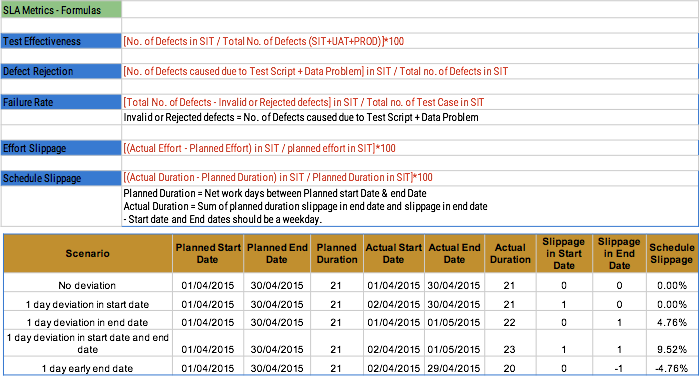 SLA Metrics - Formulas
Test Effectiveness [No. of Defects in SIT / Total No. of Defects (SIT+UAT+PROD)]*100
Defect Rejection [No. of Defects caused due to Test Script + Data Problem] in SIT / Total no. of Defects in SIT
Failure Rate [Total No. of Defects - Invalid or Rejected defects] in SIT / Total no. of Test Case in SIT
Invalid or Rejected defects = No. of Defects caused due to Test Script + Data Problem
Effort Slippage [(Actual Effort - Planned Effort) in SIT / planned effort in SIT]*100
Schedule Slippage [(Actual Duration - Planned Duration) in SIT / Planned Duration in SIT]*100
Planned Duration = Net work days between Planned start Date & end Date
Actual Duration = Sum of planned duration slippage in end date and slippage in end date
- Start date and End dates should be a weekday.
Scenario Planned Start Date Planned End Date Planned Duration Actual Start Date Actual End Date Actual Duration Slippage in Start Date Slippage in End Date Schedule Slippage
No deviation 01/04/2015 30/04/2015 21 01/04/2015 30/04/2015 21 0 0 0.00%
1 day deviation in start date 01/04/2015 30/04/2015 21 02/04/2015 30/04/2015 21 1 0 0.00%
1 day deviation in end date 01/04/2015 30/04/2015 21 01/04/2015 01/05/2015 22 0 1 4.76%
1 day deviation in start date and end date 01/04/2015 30/04/2015 21 02/04/2015 01/05/2015 23 1 1 9.52%
1 day early end date 01/04/2015 30/04/2015 21 02/04/2015 29/04/2015 20 0 -1 -4.76%